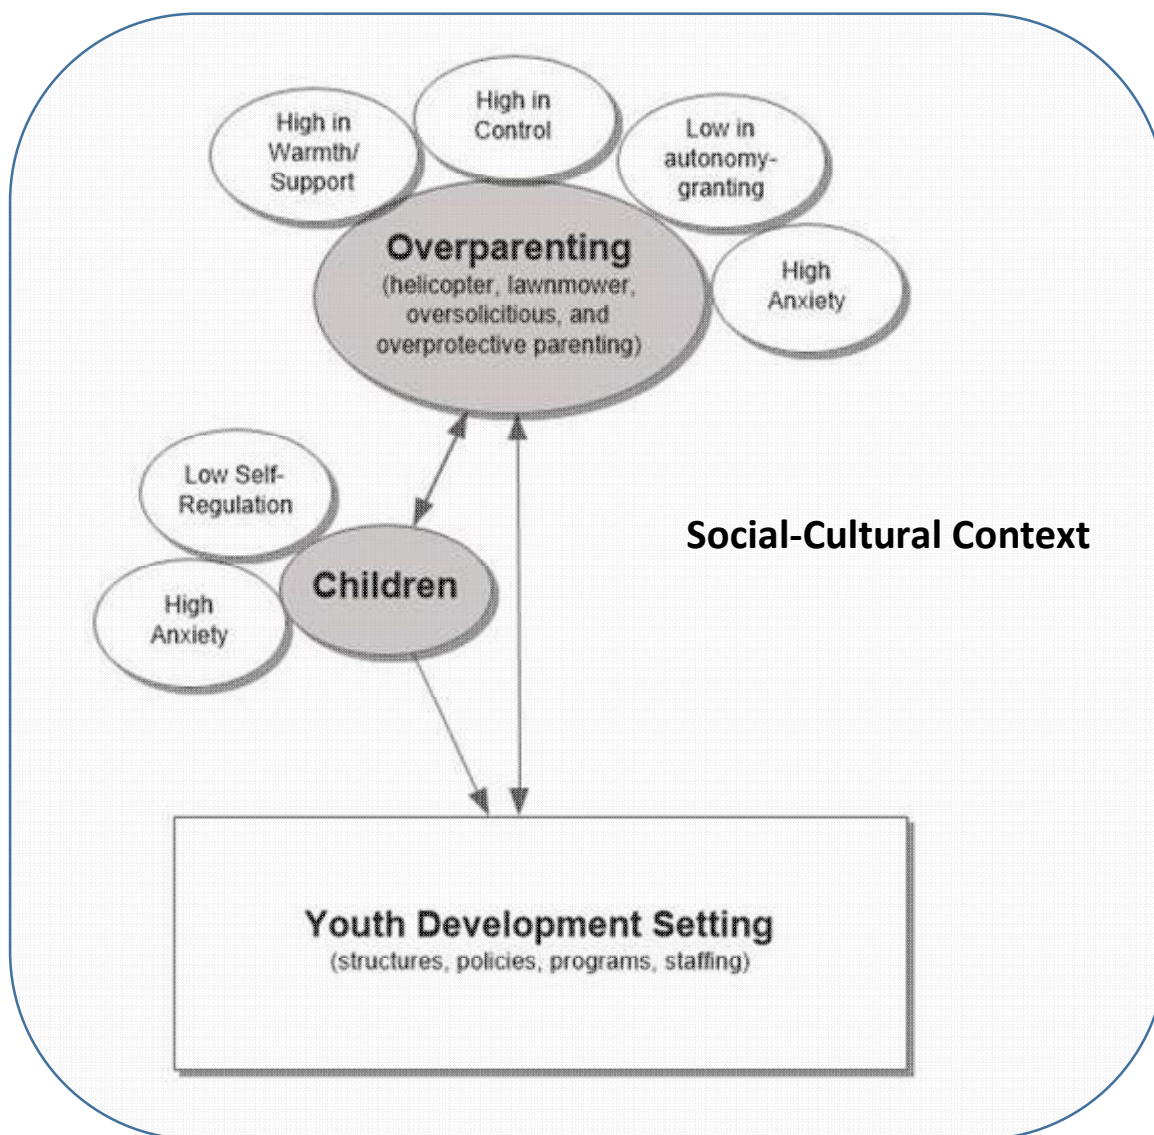 High in
Warmth/
Support
High in
Control
Low in
autonomy-
granting
High
Anxiety
Overparenting
(helicopter, lawnmower,
oversolicitious, and
overprotective parenting)
Low Self-
Regulation
High
Anxiety
Children
Social-Cultural Context
Youth Development Setting
(structures, policies, programs, staffing)